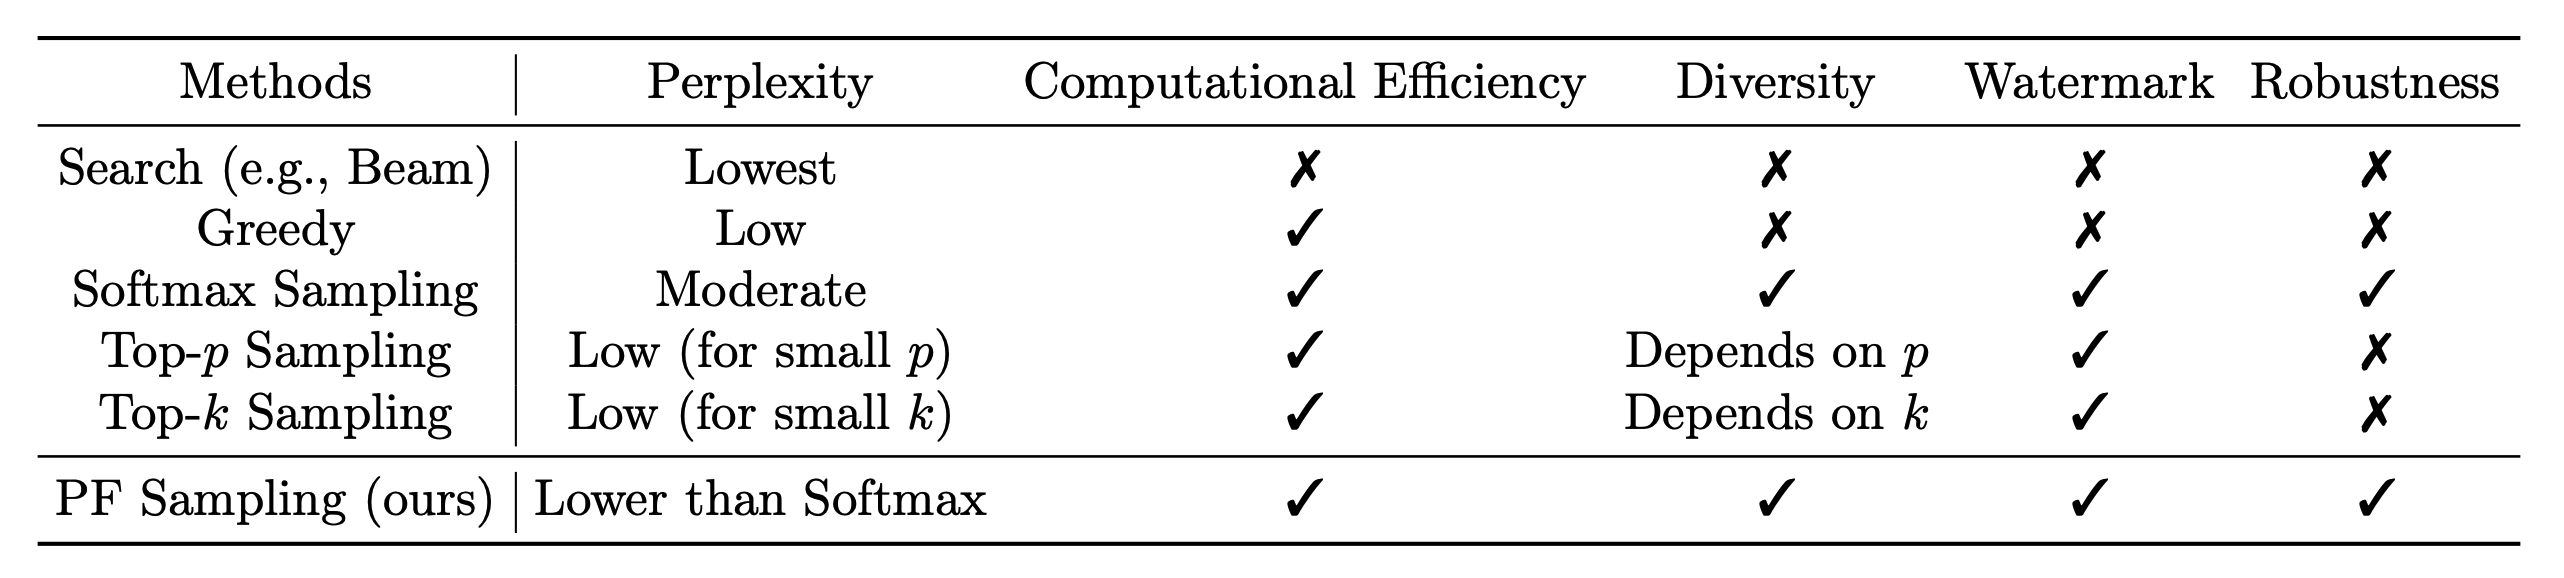 Methods Perplexity Computational Efficiency Diversity Watermark Robustness
Search (e.g., Beam) Lowest ✗ ✗ ✗ ✗
Greedy Low ✓ ✗ ✗ ✗
Softmax Sampling Moderate ✓ ✓ ✓ ✓
Top-p Sampling Low (for small p) ✓ Depends on p ✓ ✗
Top-k Sampling Low (for small k) ✓ Depends on k ✓ ✗
PF Sampling (ours) Lower than Softmax ✓ ✓ ✓ ✓